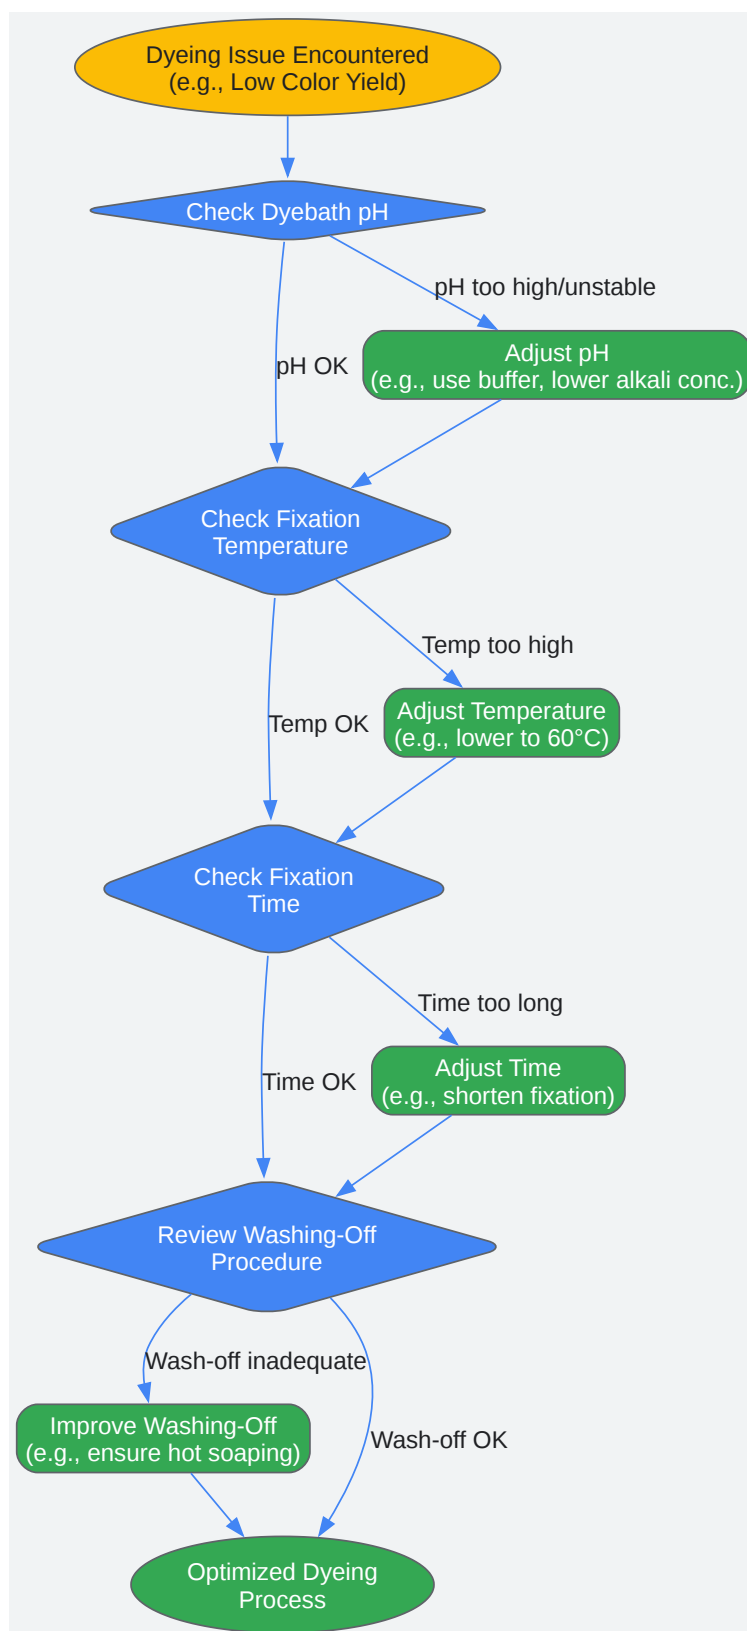 Dyeing Issue Encountered
(e.g., Low Color Yield)
Check Dyebath pH
pH too high/unstable
Adjust pH
(e.g., use buffer, lower alkali conc.)
pH OK
Check Fixation
Temperature
Temp too high
Adjust Temperature
(e.g., lower to 60°C)
Temp OK
Check Fixation
Time
Time too long
Adjust Time
(e.g., shorten fixation)
Time OK
Review Washing-Off
Procedure
Wash-off inadequate
Improve Washing-Off
(e.g., ensure hot soaping)
Wash-off OK
Optimized Dyeing
Process